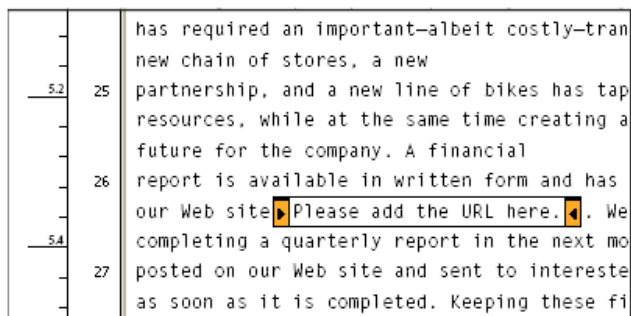 has required an important—albeit costly—tran
new chain of stores, a new
5.2 25 partnership, and a new line of bikes has tap
resources, while at the same time creating a
future for the company. A financial
26 report is available in written form and has
our Web site Please add the URL here. . We
5.4 completing a quarterly report in the next mo
27 posted on our Web site and sent to intereste
as soon as it is completed. Keeping these fi